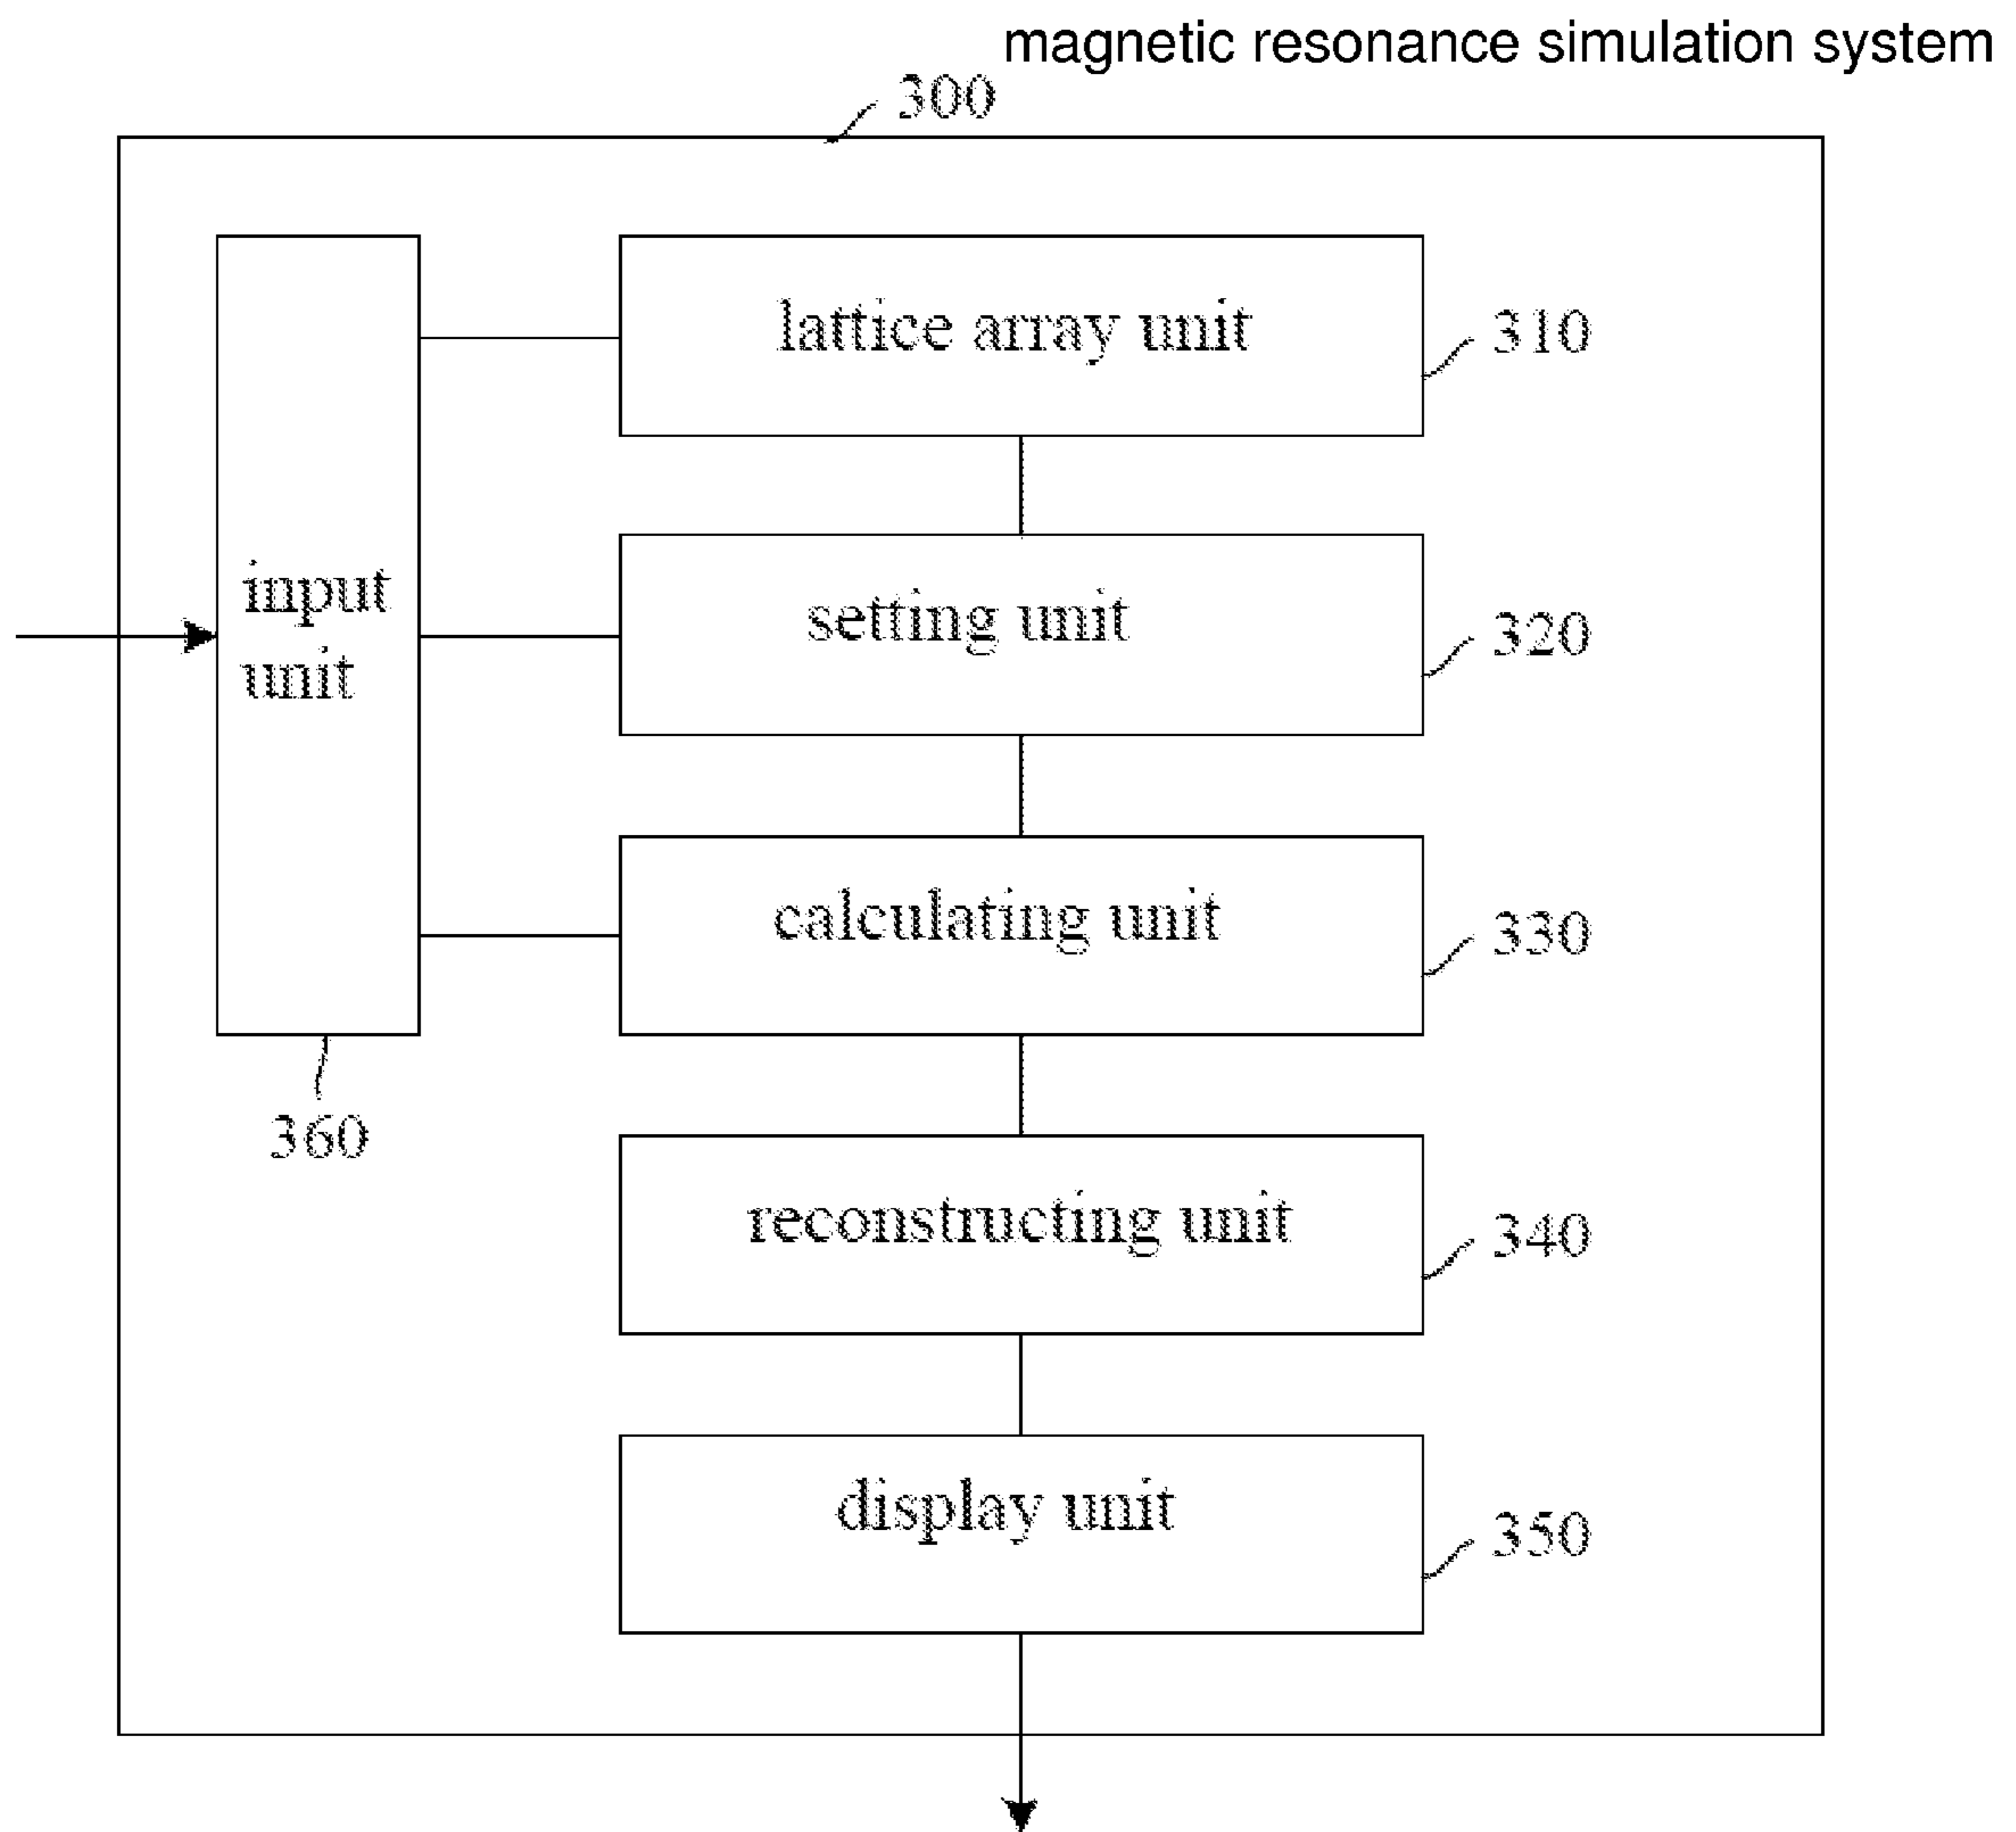 magnetic resonance simulation system
300
lattice array unit
310
input
unit
setting unit
320
calculating unit
330
360
reconstructing unit
340
display unit
350